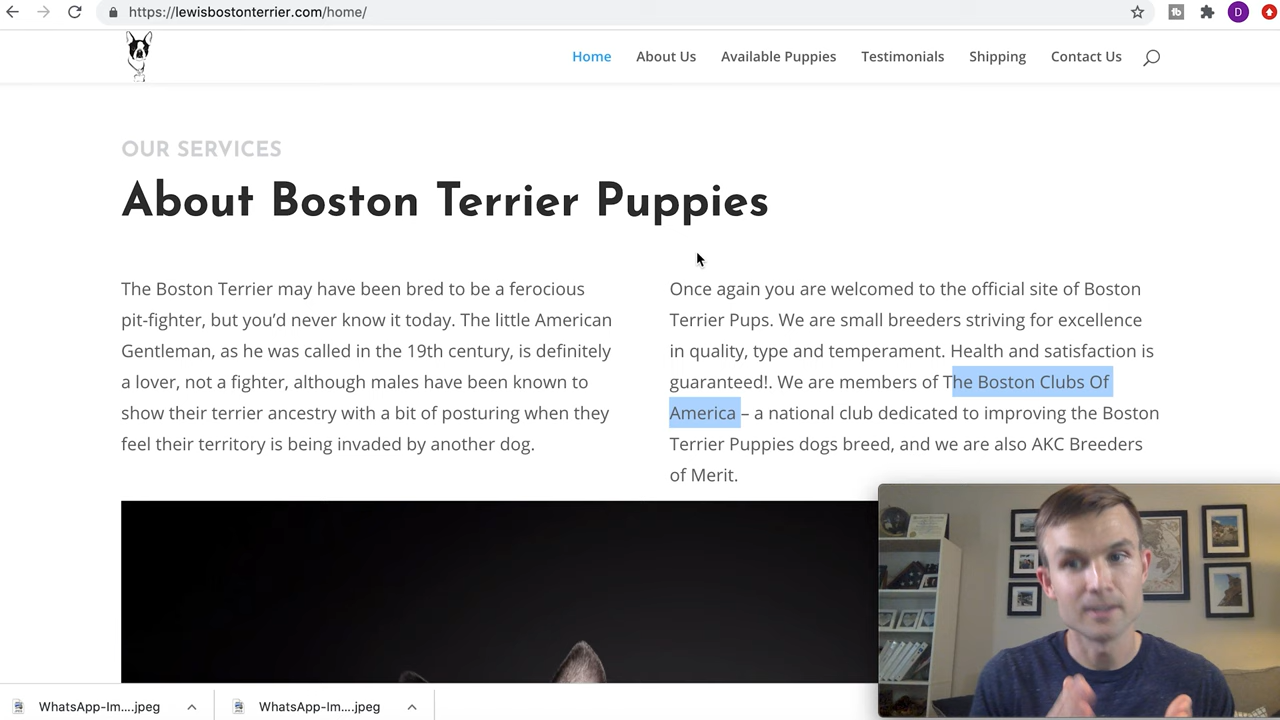 https://lewisbostonterrier.com/home/
D
Home About Us Available Puppies Testimonials Shipping Contact Us
OUR SERVICES
About Boston Terrier Puppies
The Boston Terrier may have been bred to be a ferocious
pit-fighter, but you’d never know it today. The little American
Gentleman, as he was called in the 19th century, is definitely
a lover, not a fighter, although males have been known to
show their terrier ancestry with a bit of posturing when they
feel their territory is being invaded by another dog.
Once again you are welcomed to the official site of Boston
Terrier Pups. We are small breeders striving for excellence
in quality, type and temperament. Health and satisfaction is
guaranteed!. We are members of The Boston Clubs Of
America – a national club dedicated to improving the Boston
Terrier Puppies dogs breed, and we are also AKC Breeders
of Merit.
WhatsApp-Im....jpeg
WhatsApp-Im....jpeg